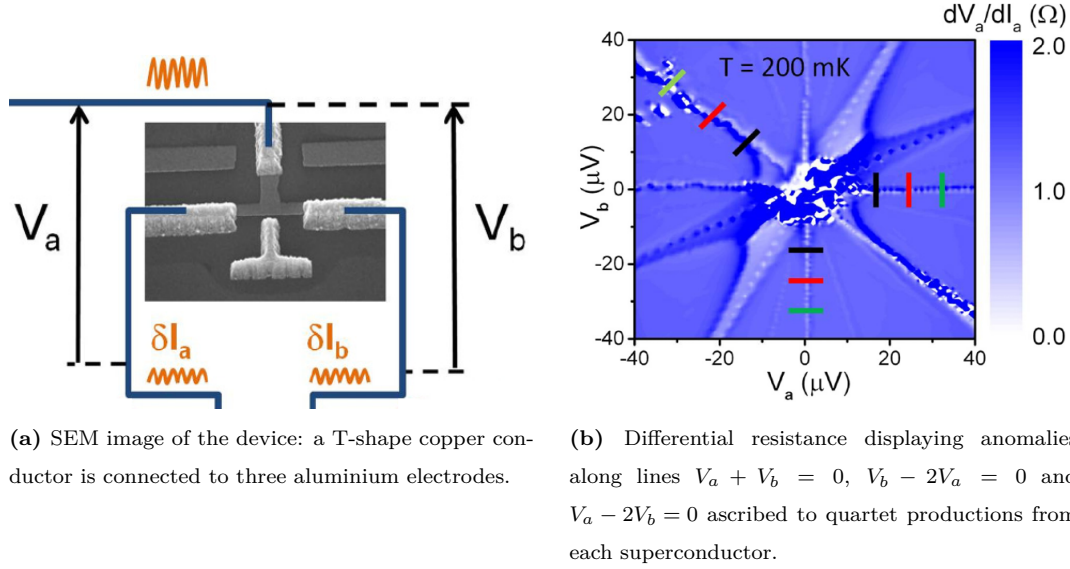 V_a
V_b
δI_a
δI_b
dV_a/dI_a (Ω)
T = 200 mK
2.0
1.0
0.0
40
20
0
-20
-40
V_b (μV)
-40
-20
0
20
40
V_a (μV)
(a) SEM image of the device: a T-shape copper con-
ductor is connected to three aluminium electrodes.
(b) Differential resistance displaying anomalies
along lines V_a + V_b = 0, V_b − 2V_a = 0 and
V_a − 2V_b = 0 ascribed to quartet productions from
each superconductor.